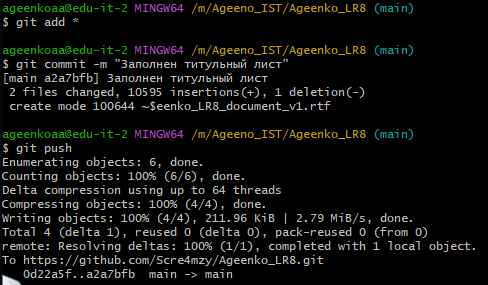 ageenkoaa@edu-it-2 MINGW64 /m/Ageeno_IST/Ageenko_LR8 (main)
$ git add *
ageenkoaa@edu-it-2 MINGW64 /m/Ageeno_IST/Ageenko_LR8 (main)
$ git commit -m "Заполнен титульный лист"
[main a2a7bfb] Заполнен титульный лист
 2 files changed, 10595 insertions(+), 1 deletion(-)
 create mode 100644 ~$eenko_LR8_document_v1.rtf
ageenkoaa@edu-it-2 MINGW64 /m/Ageeno_IST/Ageenko_LR8 (main)
$ git push
Enumerating objects: 6, done.
Counting objects: 100% (6/6), done.
Delta compression using up to 64 threads
Compressing objects: 100% (4/4), done.
Writing objects: 100% (4/4), 211.96 KiB | 2.79 MiB/s, done.
Total 4 (delta 1), reused 0 (delta 0), pack-reused 0 (from 0)
remote: Resolving deltas: 100% (1/1), completed with 1 local object.
To https://github.com/Scre4mzy/Ageenko_LR8.git
   0d22a5f..a2a7bfb  main -> main